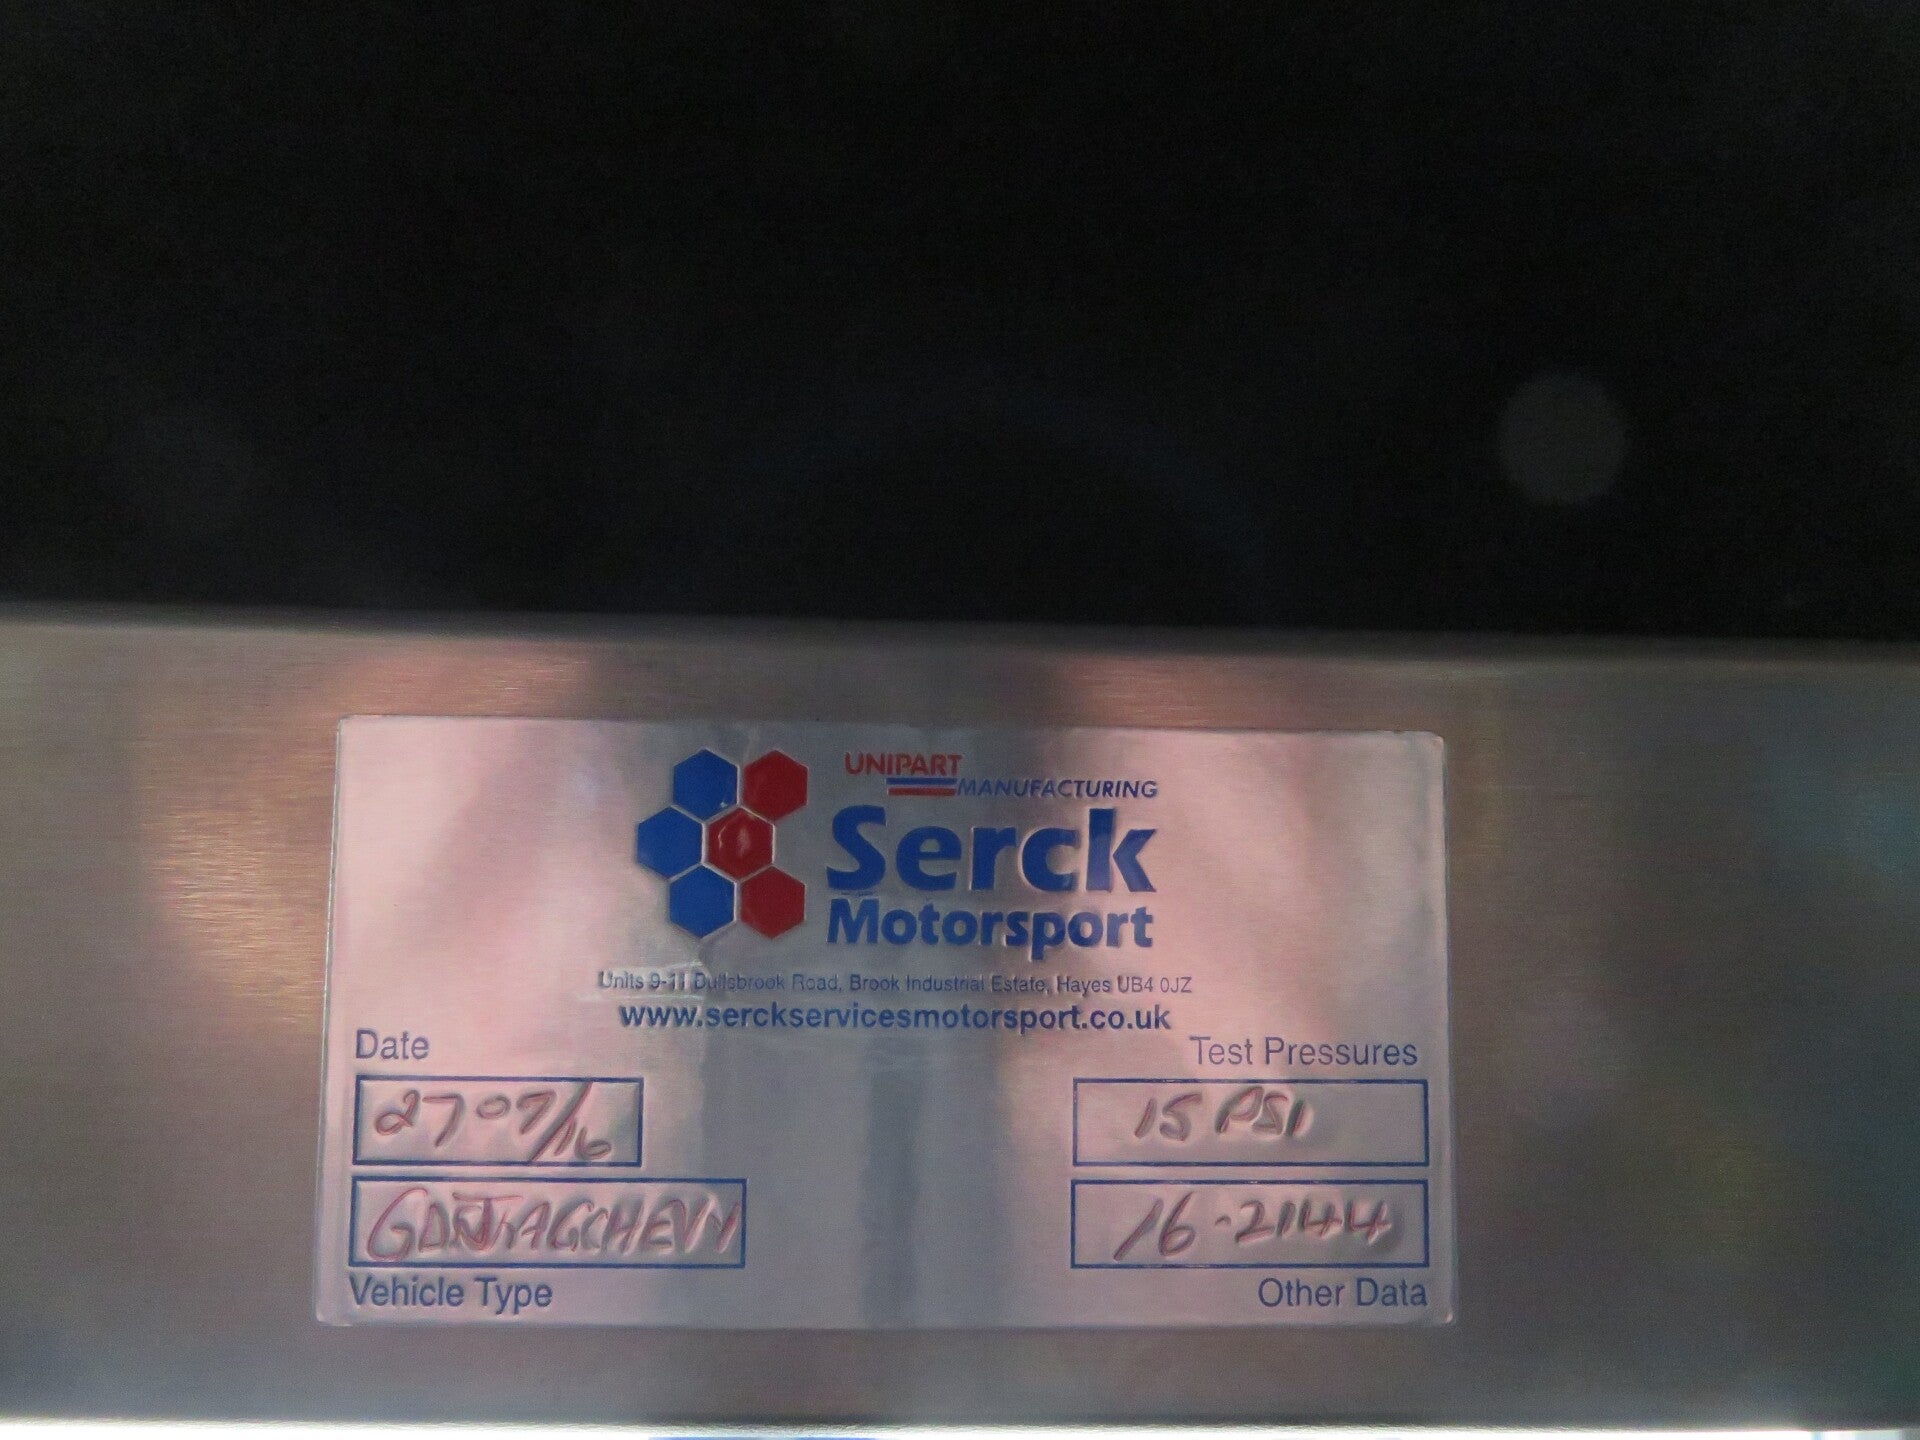 UNIPART
MANUFACTURING
Serck
Motorsport
Units 9-11 Bullsbrook Road, Brook Industrial Estate, Hayes UB4 0JZ
www.serckservicesmotorsport.co.uk
Date
Test Pressures
27 07/16
15 PSI
16-2144
Vehicle Type
Other Data